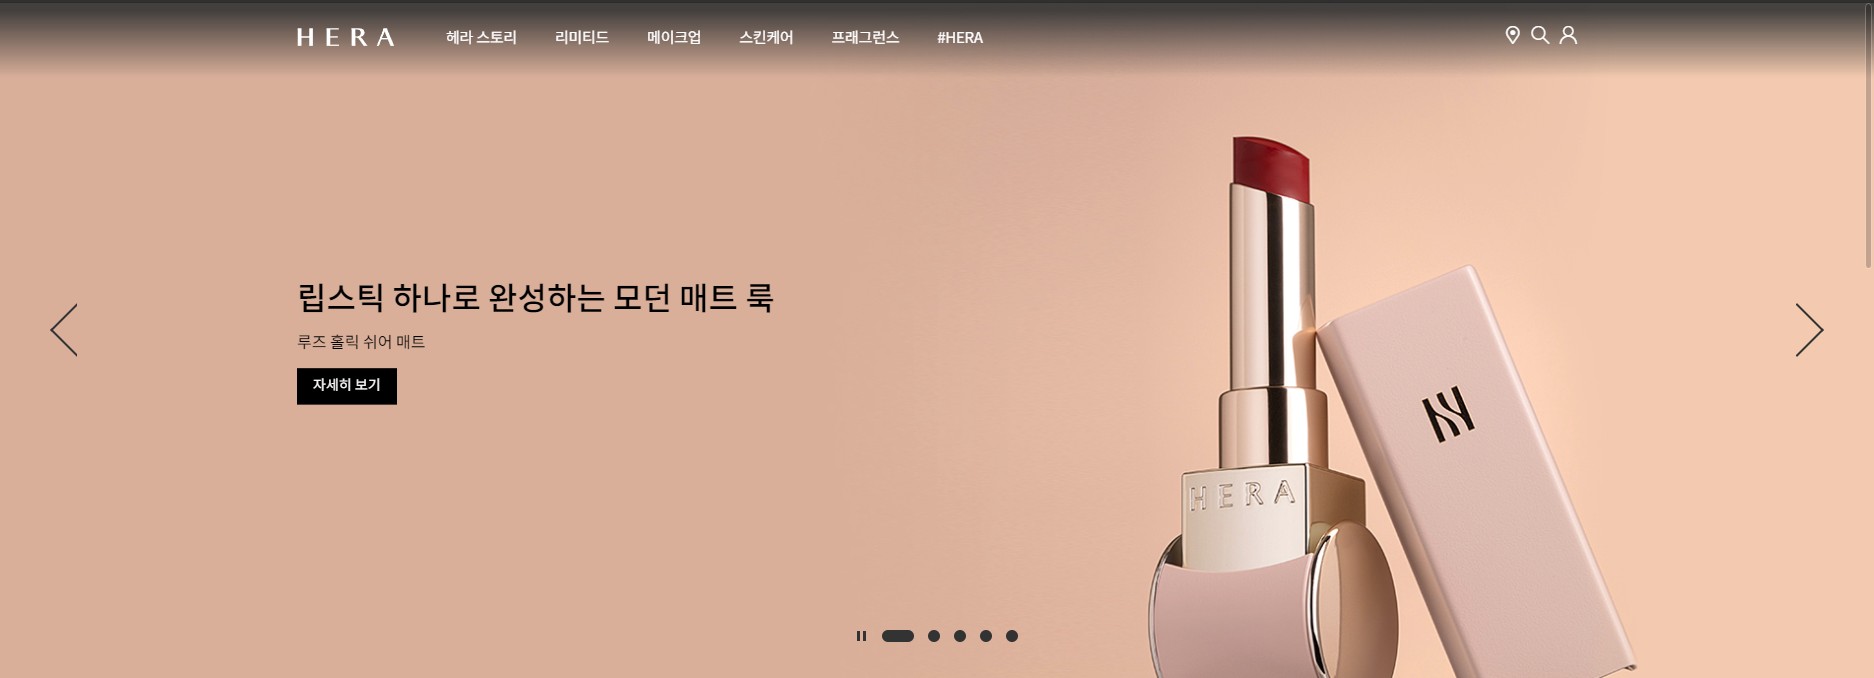 HERA
헤라 스토리
리미티드
메이크업
스킨케어
프래그런스
#HERA
립스틱 하나로 완성하는 모던 매트 룩
루즈 홀릭 쉬어 매트
자세히 보기
HERA